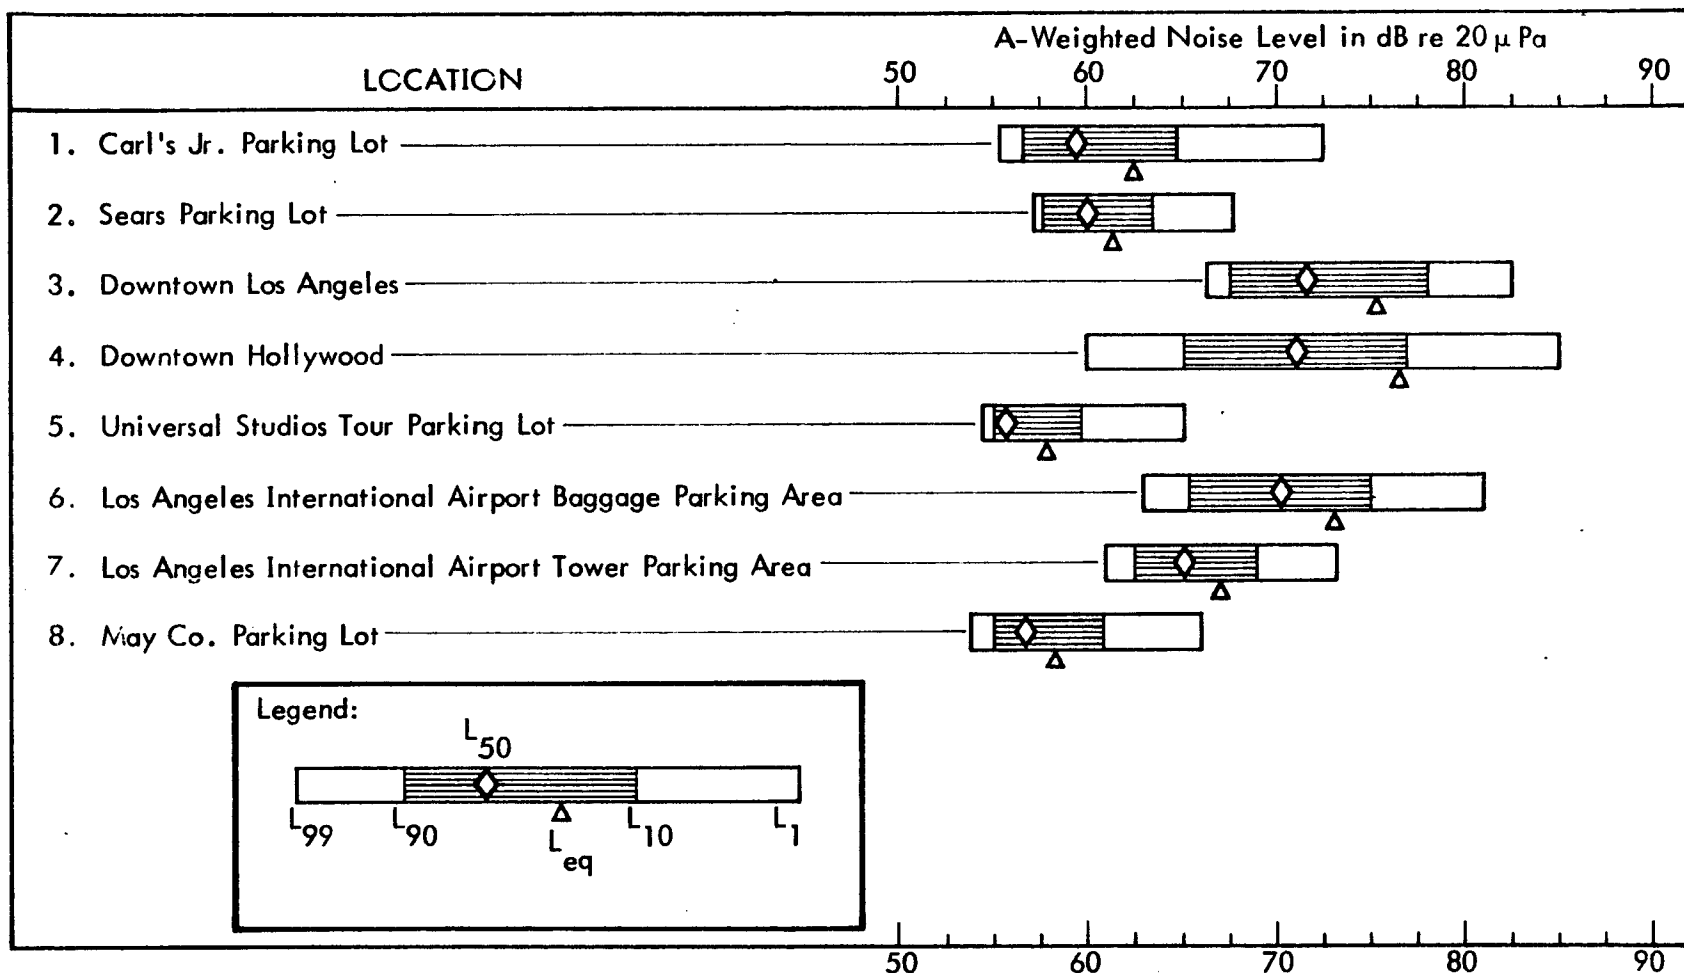 A-Weighted Noise Level in dB re 20 μ Pa
LOCATION 50 60 70 80 90
1. Carl's Jr. Parking Lot
2. Sears Parking Lot
3. Downtown Los Angeles
4. Downtown Hollywood
5. Universal Studios Tour Parking Lot
6. Los Angeles International Airport Baggage Parking Area
7. Los Angeles International Airport Tower Parking Area
8. May Co. Parking Lot
Legend:
L50
L99 L90 Leq L10 L1
50 60 70 80 90